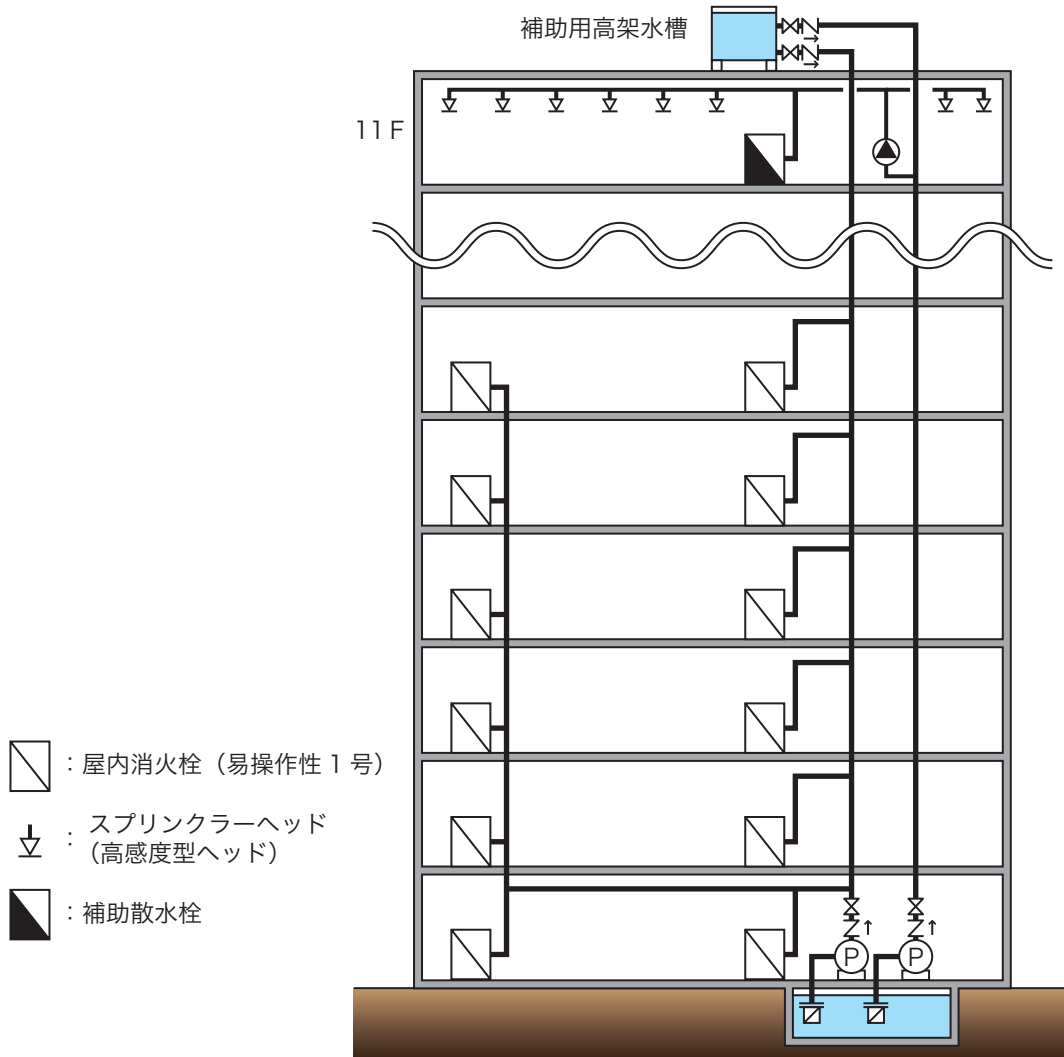 補助用高架水槽
11F
：屋内消火栓（易操作性1号）
：スプリンクラーヘッド
（高感度型ヘッド）
：補助散水栓
P
P